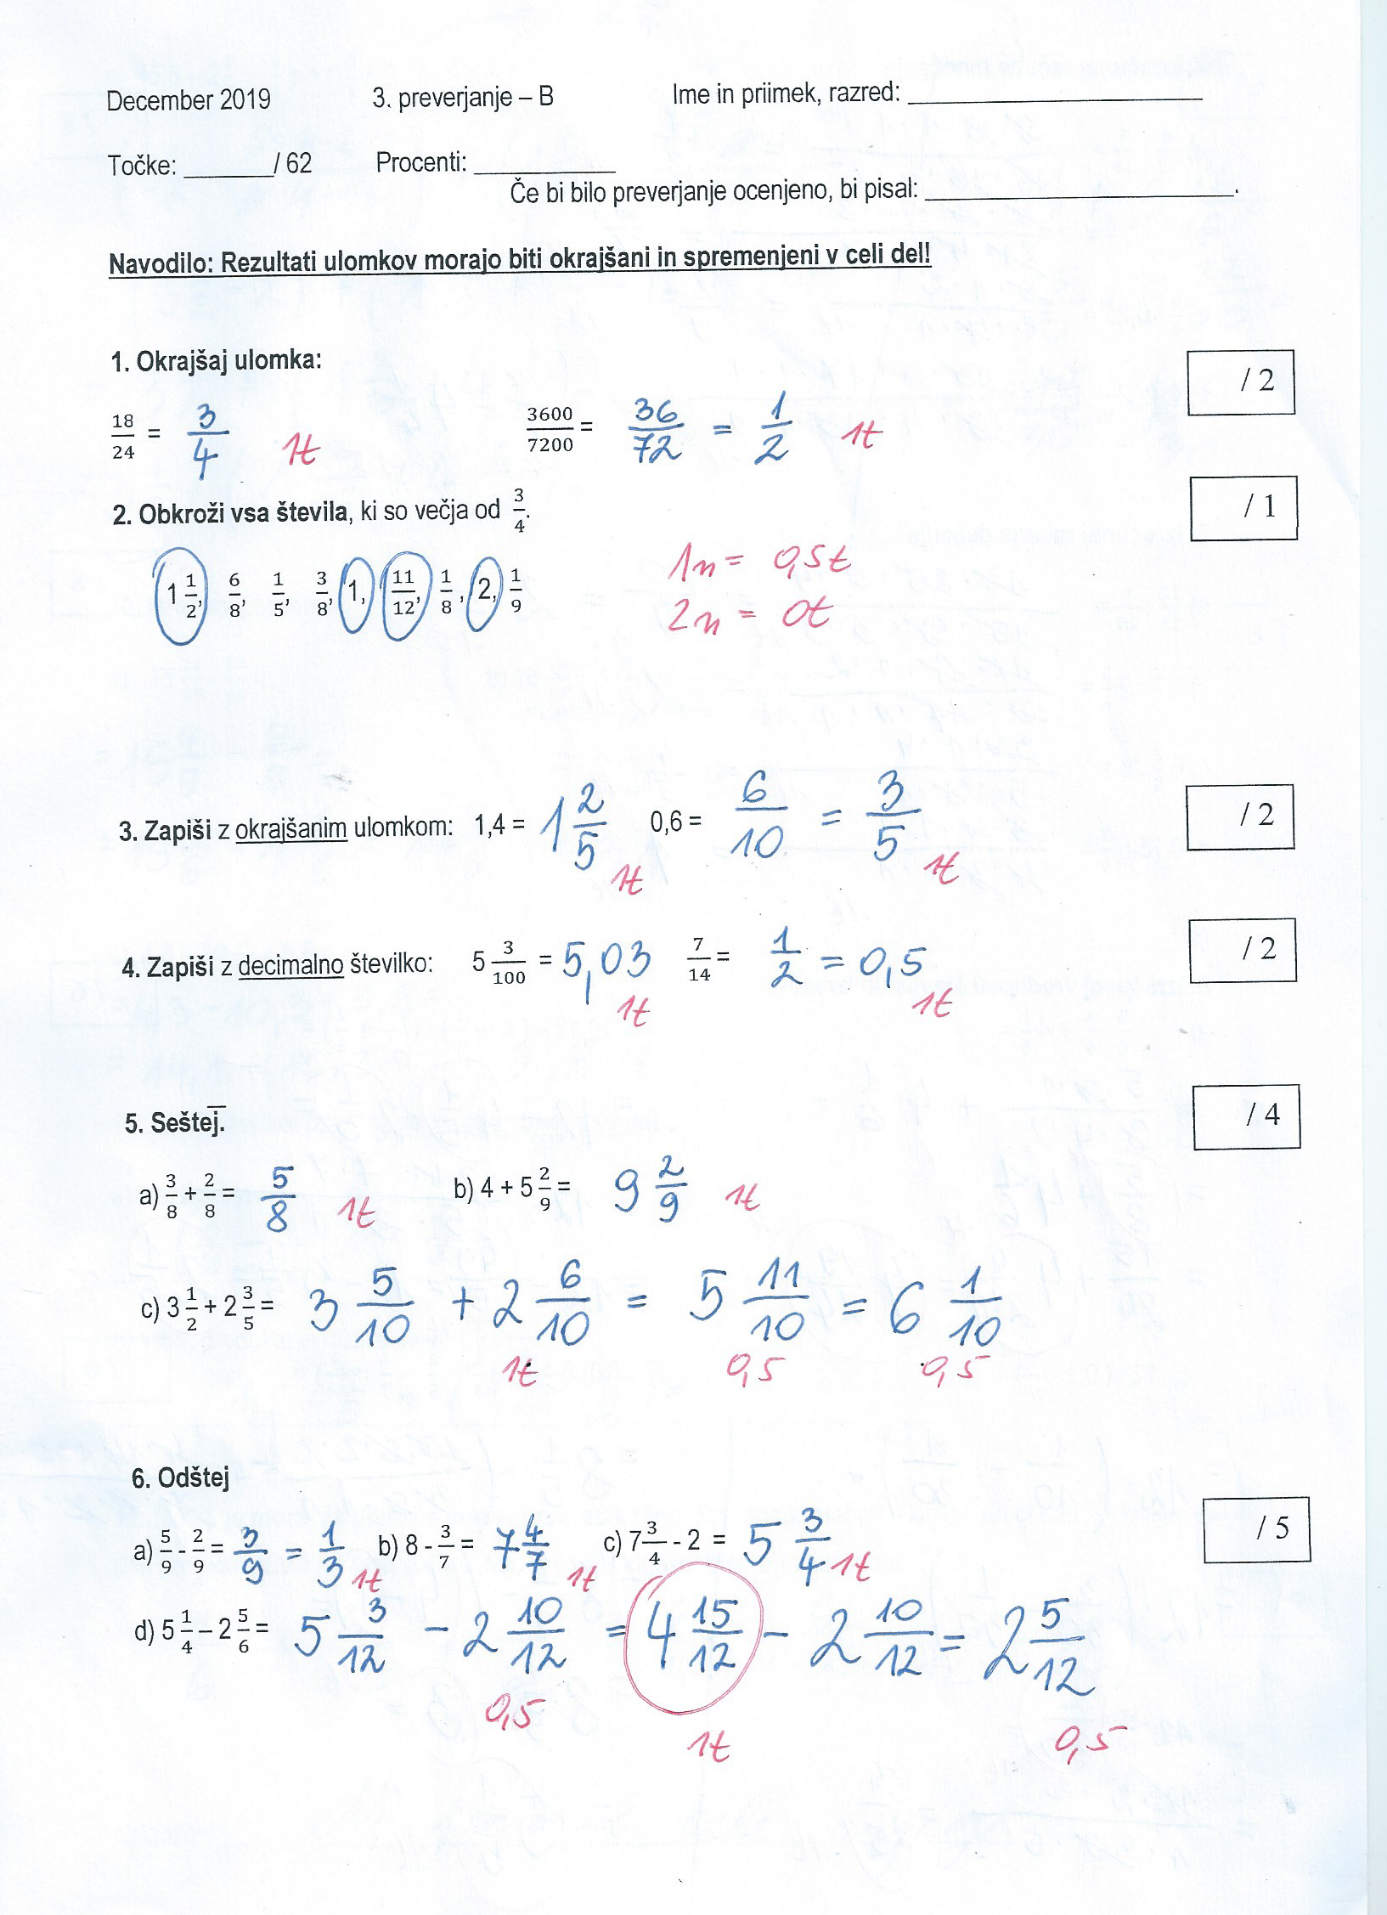 December 2019 3. preverjanje – B Ime in priimek, razred: ____________
Točke: ______/ 62 Procenti: __________
Če bi bilo preverjanje ocenjeno, bi pisal: ____________.
Navodilo: Rezultati ulomkov morajo biti okrajšani in spremenjeni v celi del!
1. Okrajšaj ulomka: / 2
18/24 = 3/4 1t 3600/7200 = 36/72 = 1/2 1t
2. Obkroži vsa števila, ki so večja od 3/4. / 1
1 1/2, 6/8, 1/5, 3/8, 1, 11/12, 1/8, 2, 1/9 1n = 0,5t
2n = 0t
3. Zapiši z okrajšanim ulomkom: 1,4 = 1 2/5 1t 0,6 = 6/10 = 3/5 1t / 2
4. Zapiši z decimalno številko: 5 3/100 = 5,03 1t 7/14 = 1/2 = 0,5 1t / 2
5. Seštej. / 4
a) 3/8 + 2/8 = 5/8 1t b) 4 + 5 2/9 = 9 2/9 1t
c) 3 1/2 + 2 3/5 = 3 5/10 + 2 6/10 = 5 11/10 = 6 1/10
1t 0,5 0,5
6. Odštej / 5
a) 5/9 - 2/9 = 3/9 = 1/3 1t b) 8 - 3/7 = 7 4/7 1t c) 7 3/4 - 2 = 5 3/4 1t
d) 5 1/4 – 2 5/6 = 5 3/12 - 2 10/12 = 4 15/12 - 2 10/12 = 2 5/12
0,5 1t 0,5